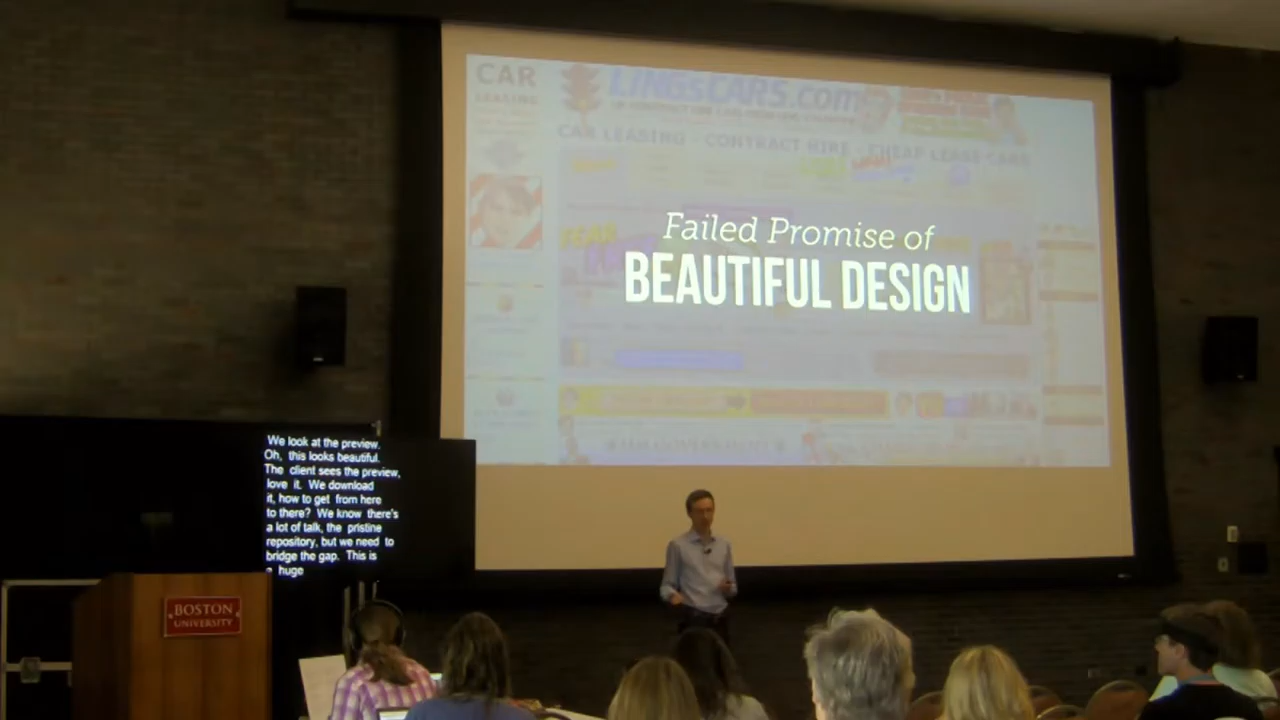 CAR
LEASING
LINGsCARS.com
CAR LEASING - CONTRACT HIRE - CHEAP LEASE CARS
Failed Promise of
BEAUTIFUL DESIGN
We look at the preview.
Oh, this looks beautiful.
The client sees the preview,
love it. We download
it, how to get from here
to there? We know there's
a lot of talk, the pristine
repository, but we need to
bridge the gap. This is
a huge
BOSTON
UNIVERSITY